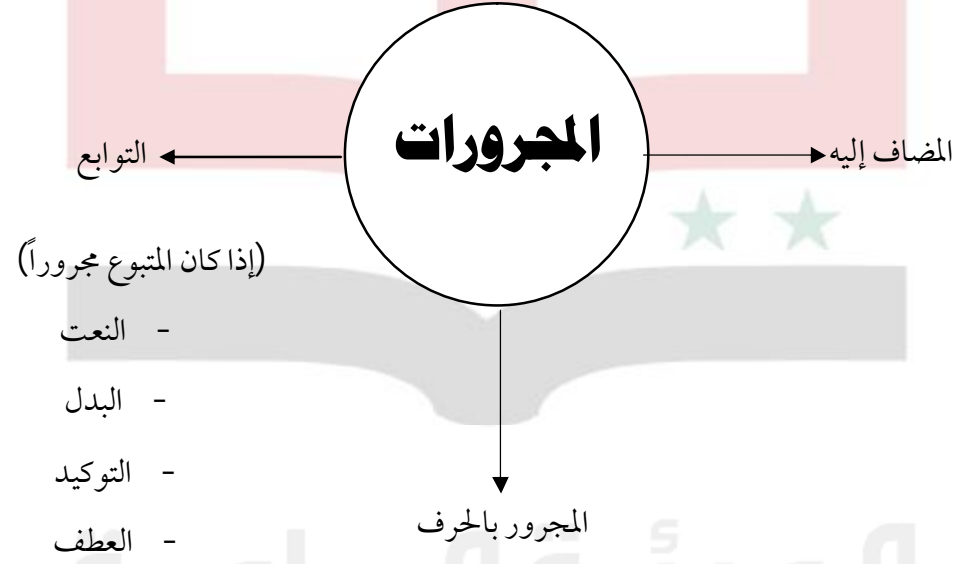 المجرورات
المضاف إليه
التوابع
(إذا كان المتبوع مجروراً)
- النعت
- البدل
- التوكيد
- العطف
المجرور بالحرف